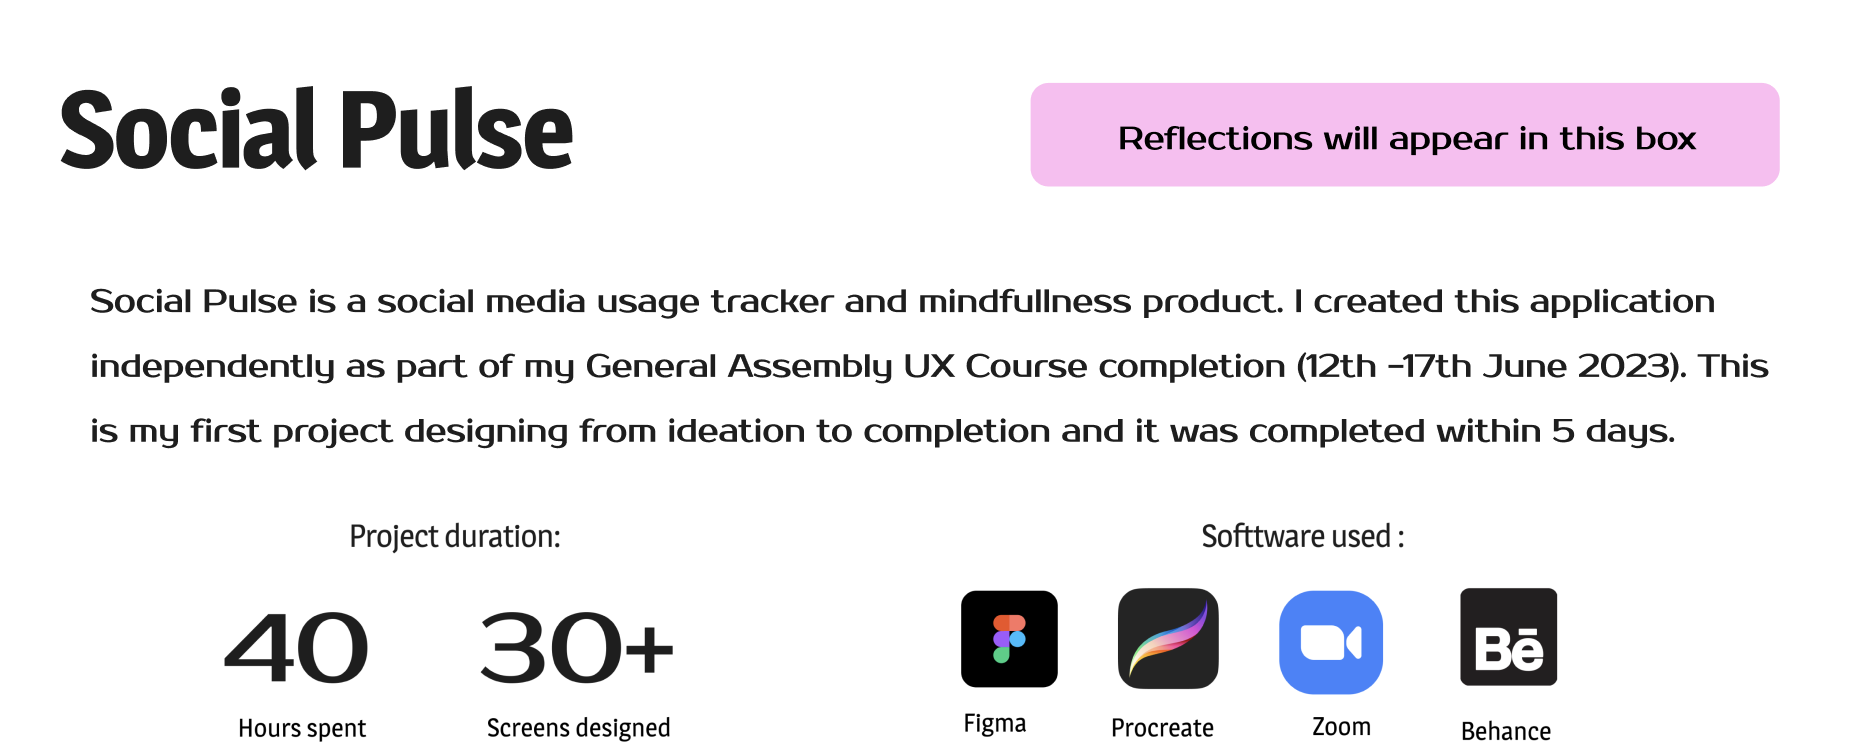 Social Pulse
Reflections will appear in this box
Social Pulse is a social media usage tracker and mindfullness product. I created this application
independently as part of my General Assembly UX Course completion (12th -17th June 2023). This
is my first project designing from ideation to completion and it was completed within 5 days.
Project duration:
40
Hours spent
30+
Screens designed
Softtware used :
Bē
Figma
Procreate
Zoom
Behance